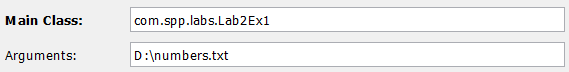 Main Class: com.spp.labs.Lab2Ex1
Arguments: D:\numbers.txt